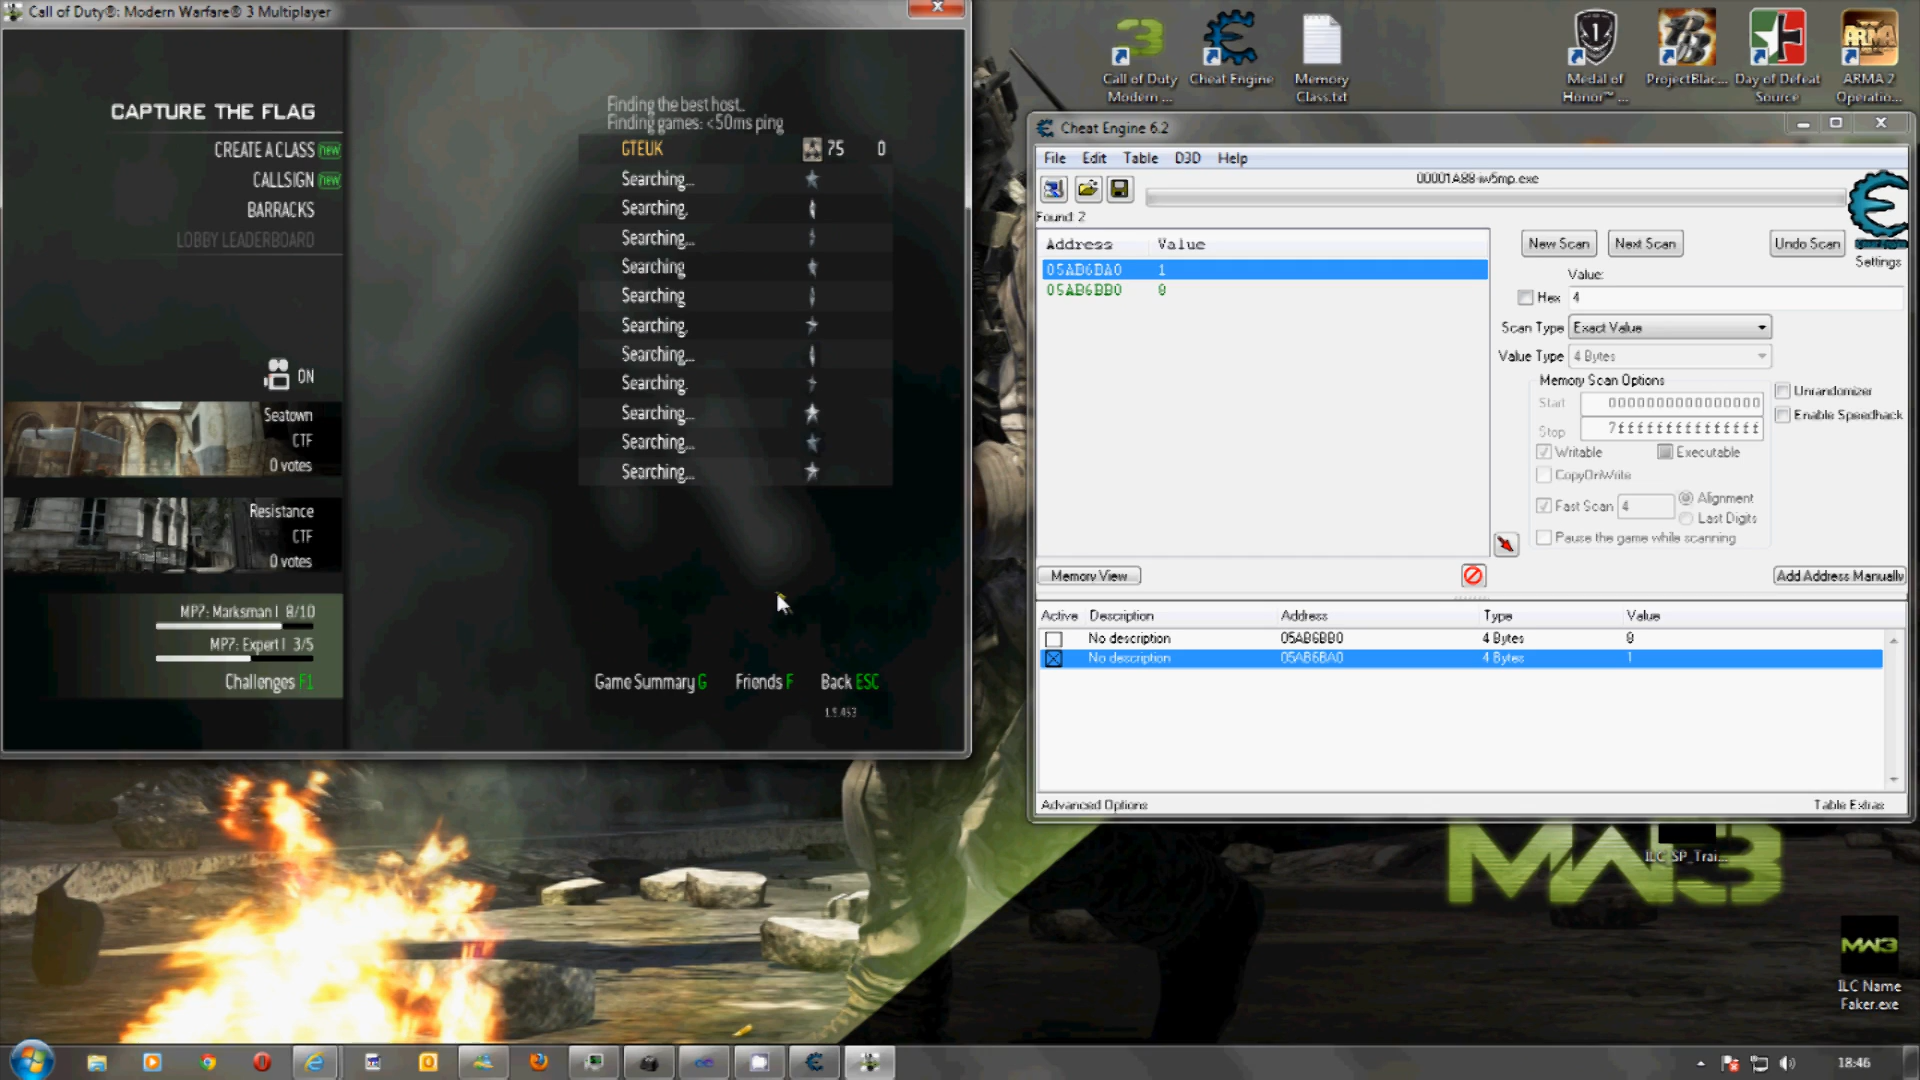 Call of Duty®: Modern Warfare® 3 Multiplayer
CAPTURE THE FLAG
CREATE A CLASS new
CALLSIGN new
BARRACKS
LOBBY LEADERBOARD
ON
Seatown
CTF
0 votes
Resistance
CTF
0 votes
MP7: Marksman I 8/10
MP7: Expert I 3/5
Challenges F1
Finding the best host..
Finding games: <50ms ping
GTEUK 75 0
Searching...
Searching.
Searching...
Searching
Searching
Searching.
Searching...
Searching.
Searching...
Searching...
Searching...
Game Summary G Friends F Back ESC
Call of Duty Modern ...
Cheat Engine
Memory Class.txt
Medal of Honor™ ...
ProjectBlac...
Day of Defeat Source
ARMA 2 Operatio...
Cheat Engine 6.2
File Edit Table D3D Help
00001A88-iw5mp.exe
Found: 2
Address Value
05AB6BA0 1
05AB6BB0
New Scan Next Scan Undo Scan
Settings
Value:
Hex 4
Scan Type Exact Value
Value Type 4 Bytes
Memory Scan Options
Start 0000000000000000
Stop 7fffffffffffffff
Writable Executable
CopyOnWrite
Fast Scan 4 Alignment
Last Digits
Pause the game while scanning
Unrandomizer
Enable Speedhack
Memory View
Add Address Manually
Active Description Address Type Value
No description 05AB6BB0 4 Bytes
No description 05AB6BA0 4 Bytes 1
Advanced Options Table Extras
MW3
ILC_SP_Trai...
MW3
ILC Name Faker.exe
18:46